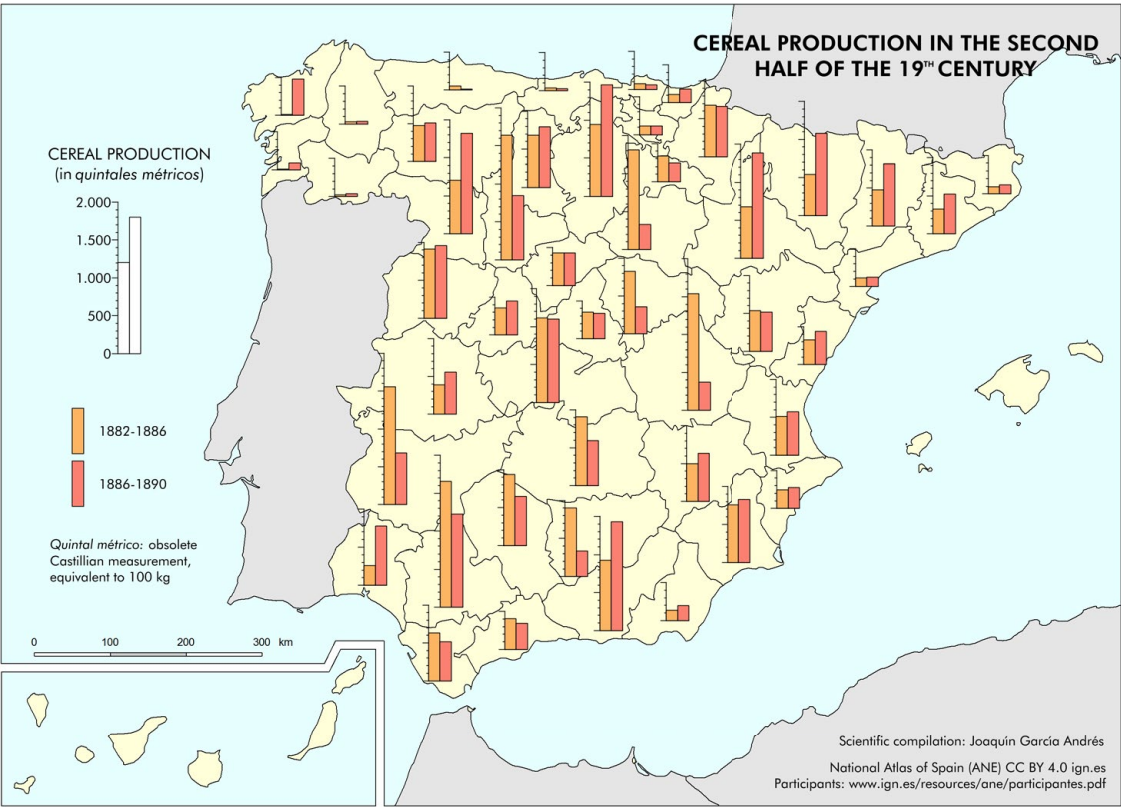 CEREAL PRODUCTION IN THE SECOND
HALF OF THE 19TH CENTURY
CEREAL PRODUCTION
(in quintales métricos)
2.000
1.500
1.000
500
0
1882-1886
1886-1890
Quintal métrico: obsolete
Castillian measurement,
equivalent to 100 kg
0 100 200 300 km
Scientific compilation: Joaquín García Andrés
National Atlas of Spain (ANE) CC BY 4.0 ign.es
Participants: www.ign.es/resources/ane/participantes.pdf